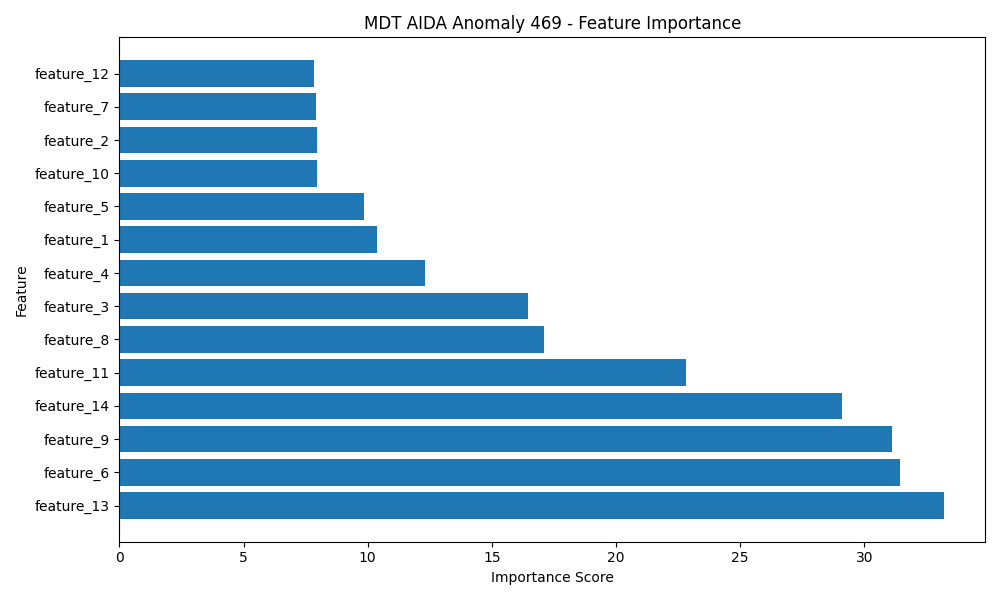 MDT AIDA Anomaly 469 - Feature Importance
feature_12
feature_7
feature_2
feature_10
feature_5
feature_1
feature_4
feature_3
feature_8
feature_11
feature_14
feature_9
feature_6
feature_13
Feature
0 5 10 15 20 25 30
Importance Score